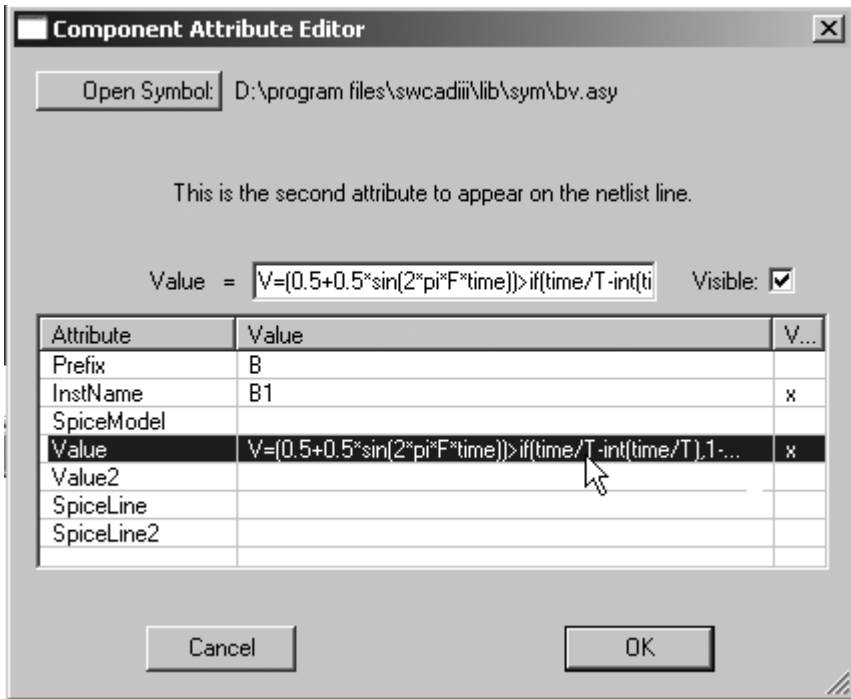 Component Attribute Editor
Open Symbol: D:\program files\swcadiii\lib\sym\bv.asy
This is the second attribute to appear on the netlist line.
Value = V=(0.5+0.5*sin(2*pi*F*time))>if(time/T-int(ti Visible:
Attribute Value V...
Prefix B
InstName B1 x
SpiceModel
Value V=(0.5+0.5*sin(2*pi*F*time))>if(time/T-int(time/T),1-... x
Value2
SpiceLine
SpiceLine2
Cancel OK